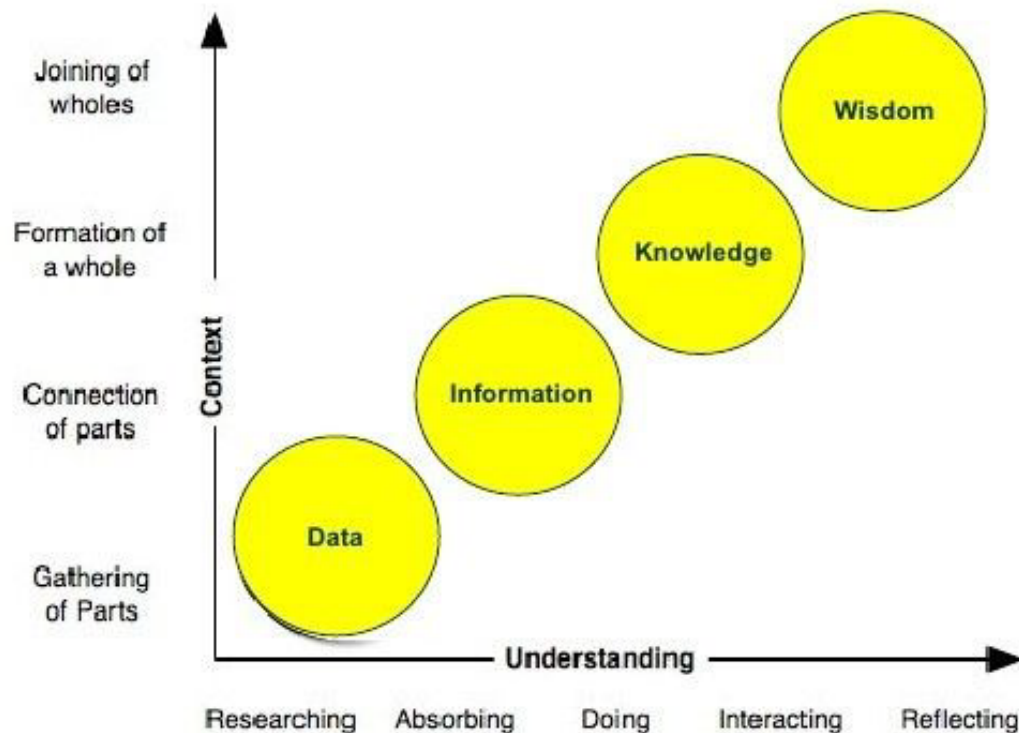 Joining of
wholes
Wisdom
Formation of
a whole
Knowledge
Context
Connection
of parts
Information
Data
Gathering
of Parts
Understanding
Researching Absorbing Doing Interacting Reflecting